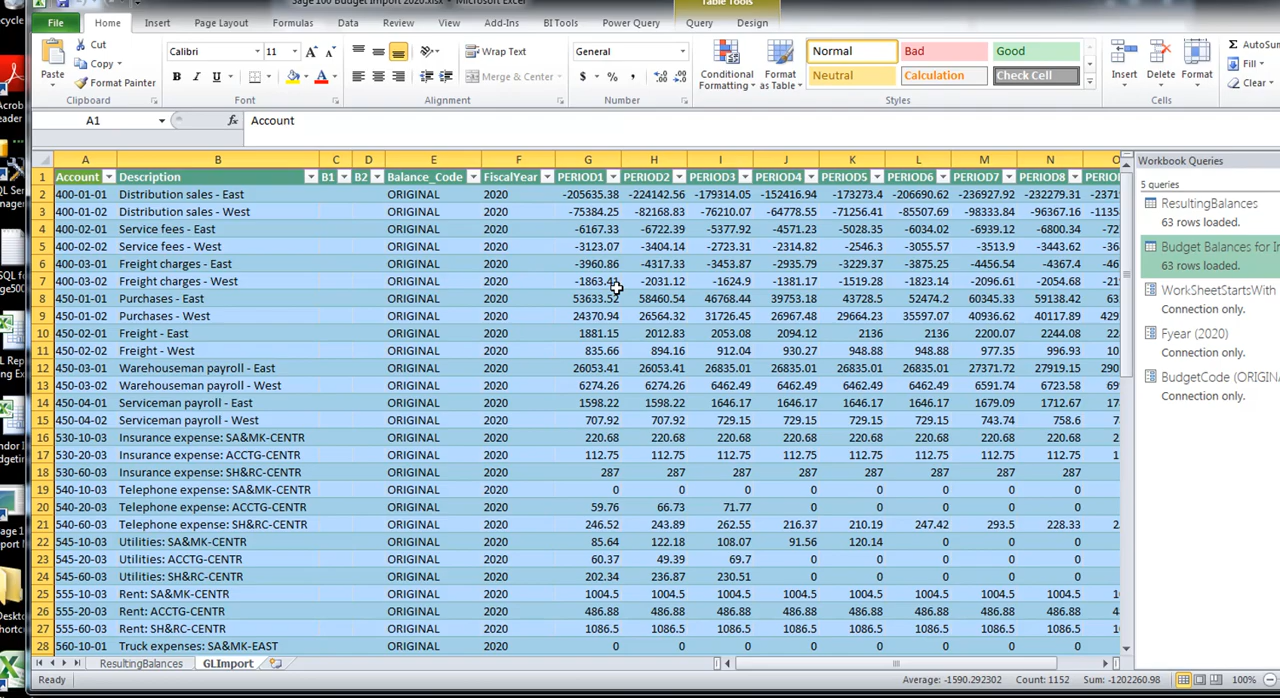 Sage 100 Budget Import 2020.xlsx - Microsoft Excel
Table Tools
File Home Insert Page Layout Formulas Data Review View Add-Ins BI Tools Power Query Query Design
Paste Cut Copy Format Painter
Calibri 11 General Wrap Text Merge & Center
B I U A $ % ,
Conditional Formatting Format as Table
Normal Bad Good
Neutral Calculation Check Cell
Insert Delete Format
Σ AutoSum
Fill
Clear
Clipboard Font Alignment Number Styles Cells
A1 fx Account
A B C D E F G H I J K L M N O
1 Account Description B1 B2 Balance_Code FiscalYear PERIOD1 PERIOD2 PERIOD3 PERIOD4 PERIOD5 PERIOD6 PERIOD7 PERIOD8
2 400-01-01 Distribution sales - East ORIGINAL 2020 -205635.38 -224142.56 -179314.05 -152416.94 -173273.4 -206690.62 -236927.92 -232279.31
3 400-01-02 Distribution sales - West ORIGINAL 2020 -75384.25 -82168.83 -76210.07 -64778.55 -71256.41 -85507.69 -98333.84 -96367.16
4 400-02-01 Service fees - East ORIGINAL 2020 -6167.33 -6722.39 -5377.92 -4571.23 -5028.35 -6034.02 -6939.12 -6800.34
5 400-02-02 Service fees - West ORIGINAL 2020 -3123.07 -3404.14 -2723.31 -2314.82 -2546.3 -3055.57 -3513.9 -3443.62
6 400-03-01 Freight charges - East ORIGINAL 2020 -3960.86 -4317.33 -3453.87 -2935.79 -3229.37 -3875.25 -4456.54 -4367.4
7 400-03-02 Freight charges - West ORIGINAL 2020 -2031.12 -1624.9 -1381.17 -1519.28 -1823.14 -2096.61 -2054.68
8 450-01-01 Purchases - East ORIGINAL 2020 53633.52 58460.54 46768.44 39753.18 43728.5 52474.2 60345.33 59138.42
9 450-01-02 Purchases - West ORIGINAL 2020 24370.94 26564.32 31726.45 26967.48 29664.23 35597.07 40936.62 40117.89
10 450-02-01 Freight - East ORIGINAL 2020 1881.15 2012.83 2055.08 2094.12 2136 2136 2200.07 2244.08
11 450-02-02 Freight - West ORIGINAL 2020 835.66 894.16 912.04 930.27 948.88 948.88 977.35 996.93
12 450-03-01 Warehouseman payroll - East ORIGINAL 2020 26053.41 26053.41 26835.01 26835.01 26835.01 26835.01 27371.72 27919.15
13 450-03-02 Warehouseman payroll - West ORIGINAL 2020 6274.26 6274.26 6462.49 6462.49 6462.49 6462.49 6591.74 6723.58
14 450-04-01 Serviceman payroll - East ORIGINAL 2020 1598.22 1598.22 1646.17 1646.17 1646.17 1646.17 1679.09 1712.67
15 450-04-02 Serviceman payroll - West ORIGINAL 2020 707.92 707.92 729.15 729.15 729.15 729.15 743.74 758.6
16 530-10-03 Insurance expense: SA&MK-CENTR ORIGINAL 2020 220.68 220.68 220.68 220.68 220.68 220.68 220.68 220.68
17 530-20-03 Insurance expense: ACCTG-CENTR ORIGINAL 2020 112.75 112.75 112.75 112.75 112.75 112.75 112.75 112.75
18 530-60-03 Insurance expense: SH&RC-CENTR ORIGINAL 2020 287 287 287 287 287 287 287 287
19 540-10-03 Telephone expense: SA&MK-CENTR ORIGINAL 2020 0 0 0 0 0 0 0 0
20 540-20-03 Telephone expense: ACCTG-CENTR ORIGINAL 2020 59.76 66.73 71.77 0 0 0 0 0
21 540-60-03 Telephone expense: SH&RC-CENTR ORIGINAL 2020 246.52 243.89 262.55 216.37 210.19 247.42 293.5 228.33
22 545-10-03 Utilities: SA&MK-CENTR ORIGINAL 2020 85.64 122.18 108.07 91.56 120.14 0 0 0
23 545-20-03 Utilities: ACCTG-CENTR ORIGINAL 2020 60.37 49.39 69.7 0 0 0 0 0
24 545-60-03 Utilities: SH&RC-CENTR ORIGINAL 2020 202.34 236.87 230.51 0 0 0 0 0
25 555-10-03 Rent: SA&MK-CENTR ORIGINAL 2020 1004.5 1004.5 1004.5 1004.5 1004.5 1004.5 1004.5 1004.5
26 555-20-03 Rent: ACCTG-CENTR ORIGINAL 2020 486.88 486.88 486.88 486.88 486.88 486.88 486.88 486.88
27 555-60-03 Rent: SH&RC-CENTR ORIGINAL 2020 1086.5 1086.5 1086.5 1086.5 1086.5 1086.5 1086.5 1086.5
28 560-10-01 Truck expenses: SA&MK-EAST ORIGINAL 2020 0 0 0 0 0 0 0 0
Workbook Queries
5 queries
ResultingBalances
63 rows loaded.
Budget Balances for
63 rows loaded.
WorkSheetStartsWith
Connection only.
Fyear (2020)
Connection only.
BudgetCode (ORIGINA
Connection only.
ResultingBalances GLImport
Ready Average: -1590.292302 Count: 1152 Sum: -1202260.98 100%